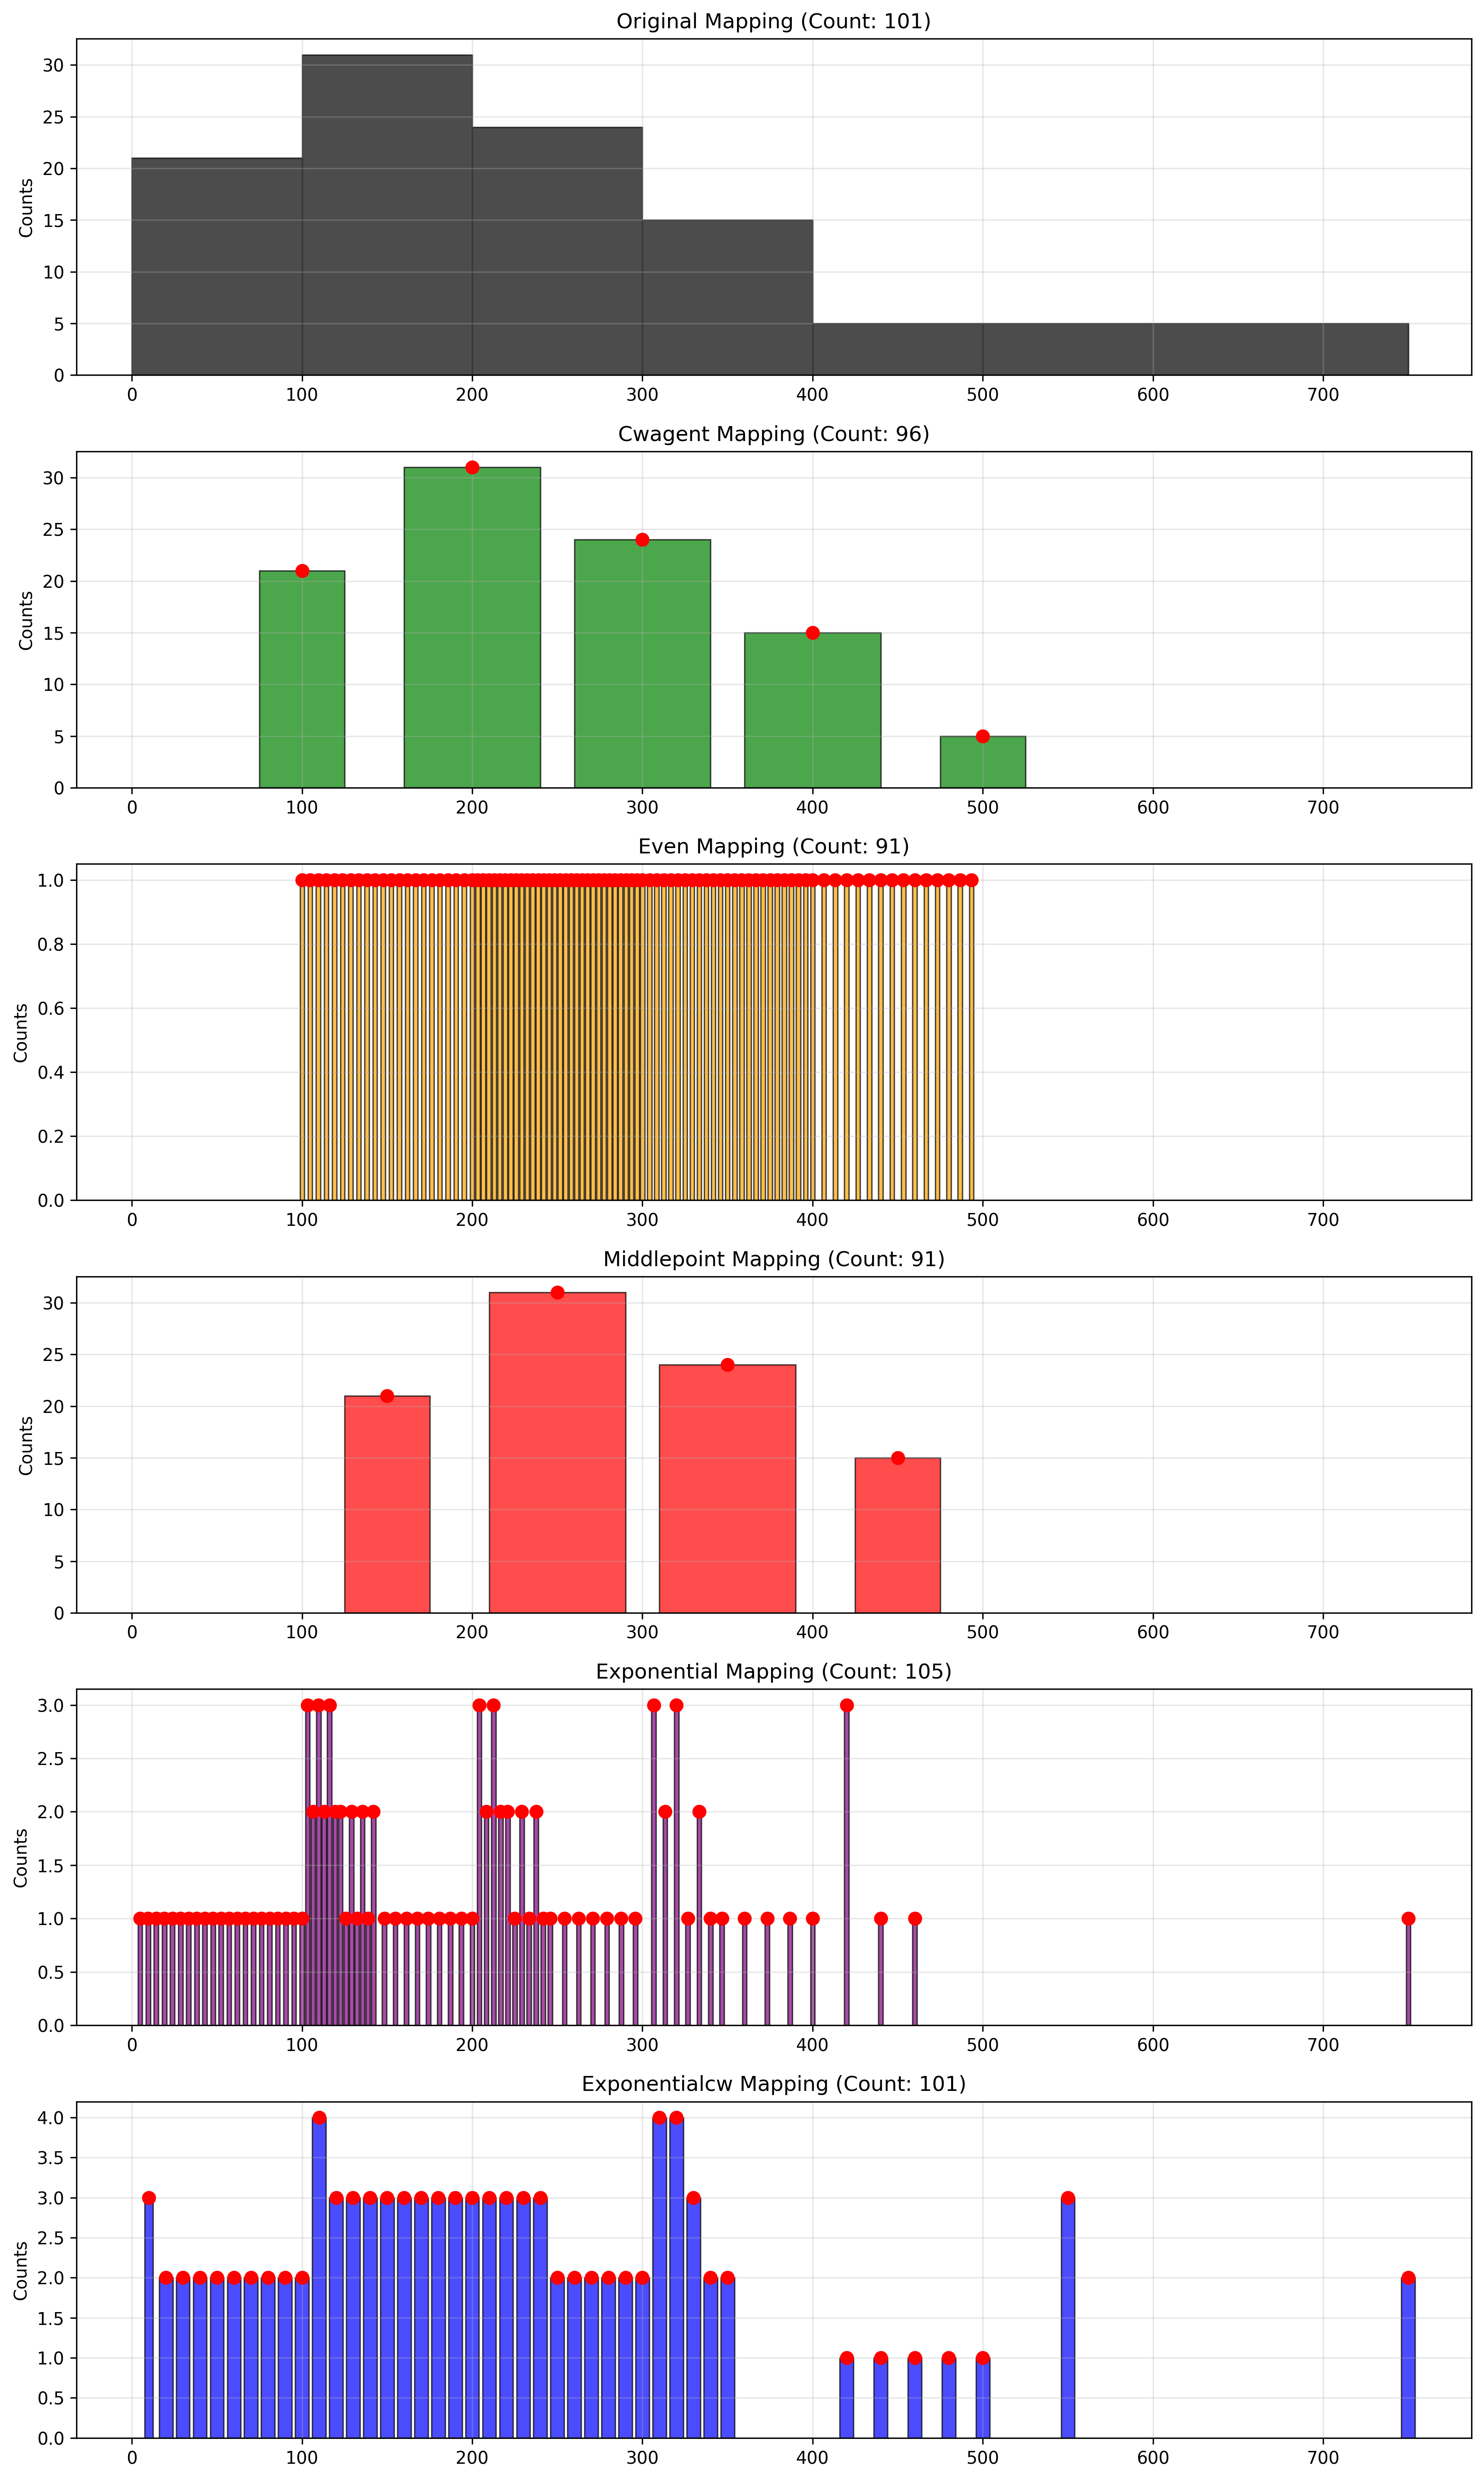 Original Mapping (Count: 101)
Counts
30
25
20
15
10
5
0
0 100 200 300 400 500 600 700
Cwagent Mapping (Count: 96)
Counts
30
25
20
15
10
5
0
0 100 200 300 400 500 600 700
Even Mapping (Count: 91)
Counts
1.0
0.8
0.6
0.4
0.2
0.0
0 100 200 300 400 500 600 700
Middlepoint Mapping (Count: 91)
Counts
30
25
20
15
10
5
0
0 100 200 300 400 500 600 700
Exponential Mapping (Count: 105)
Counts
3.0
2.5
2.0
1.5
1.0
0.5
0.0
0 100 200 300 400 500 600 700
Exponentialcw Mapping (Count: 101)
Counts
4.0
3.5
3.0
2.5
2.0
1.5
1.0
0.5
0.0
0 100 200 300 400 500 600 700